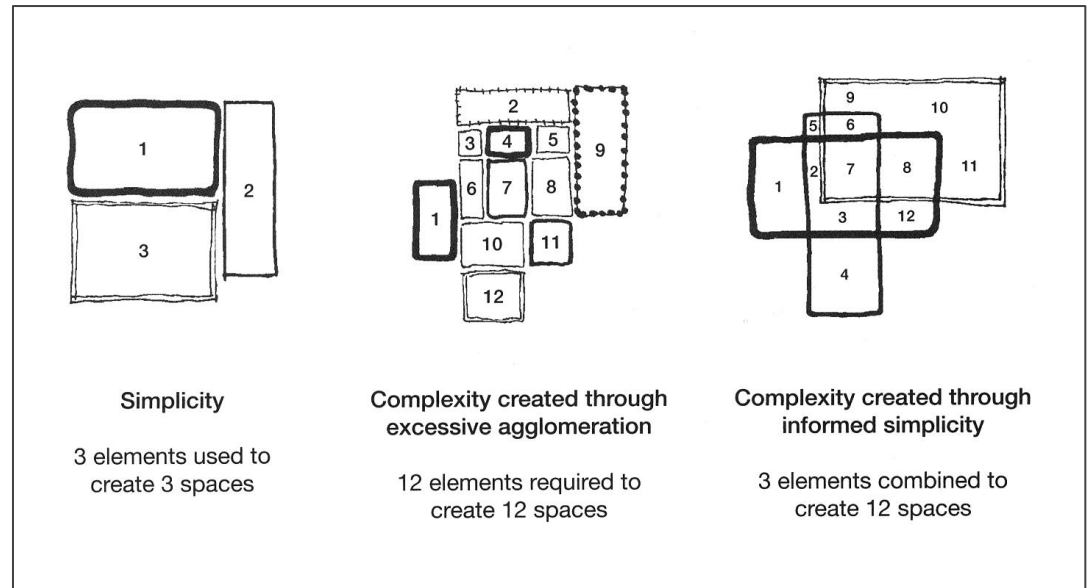 1
2
3
Simplicity
3 elements used to
create 3 spaces
2
3
4
5
9
6
7
8
1
10
11
12
Complexity created through
excessive agglomeration
12 elements required to
create 12 spaces
9
10
5
6
1
2
7
8
11
3
12
4
Complexity created through
informed simplicity
3 elements combined to
create 12 spaces